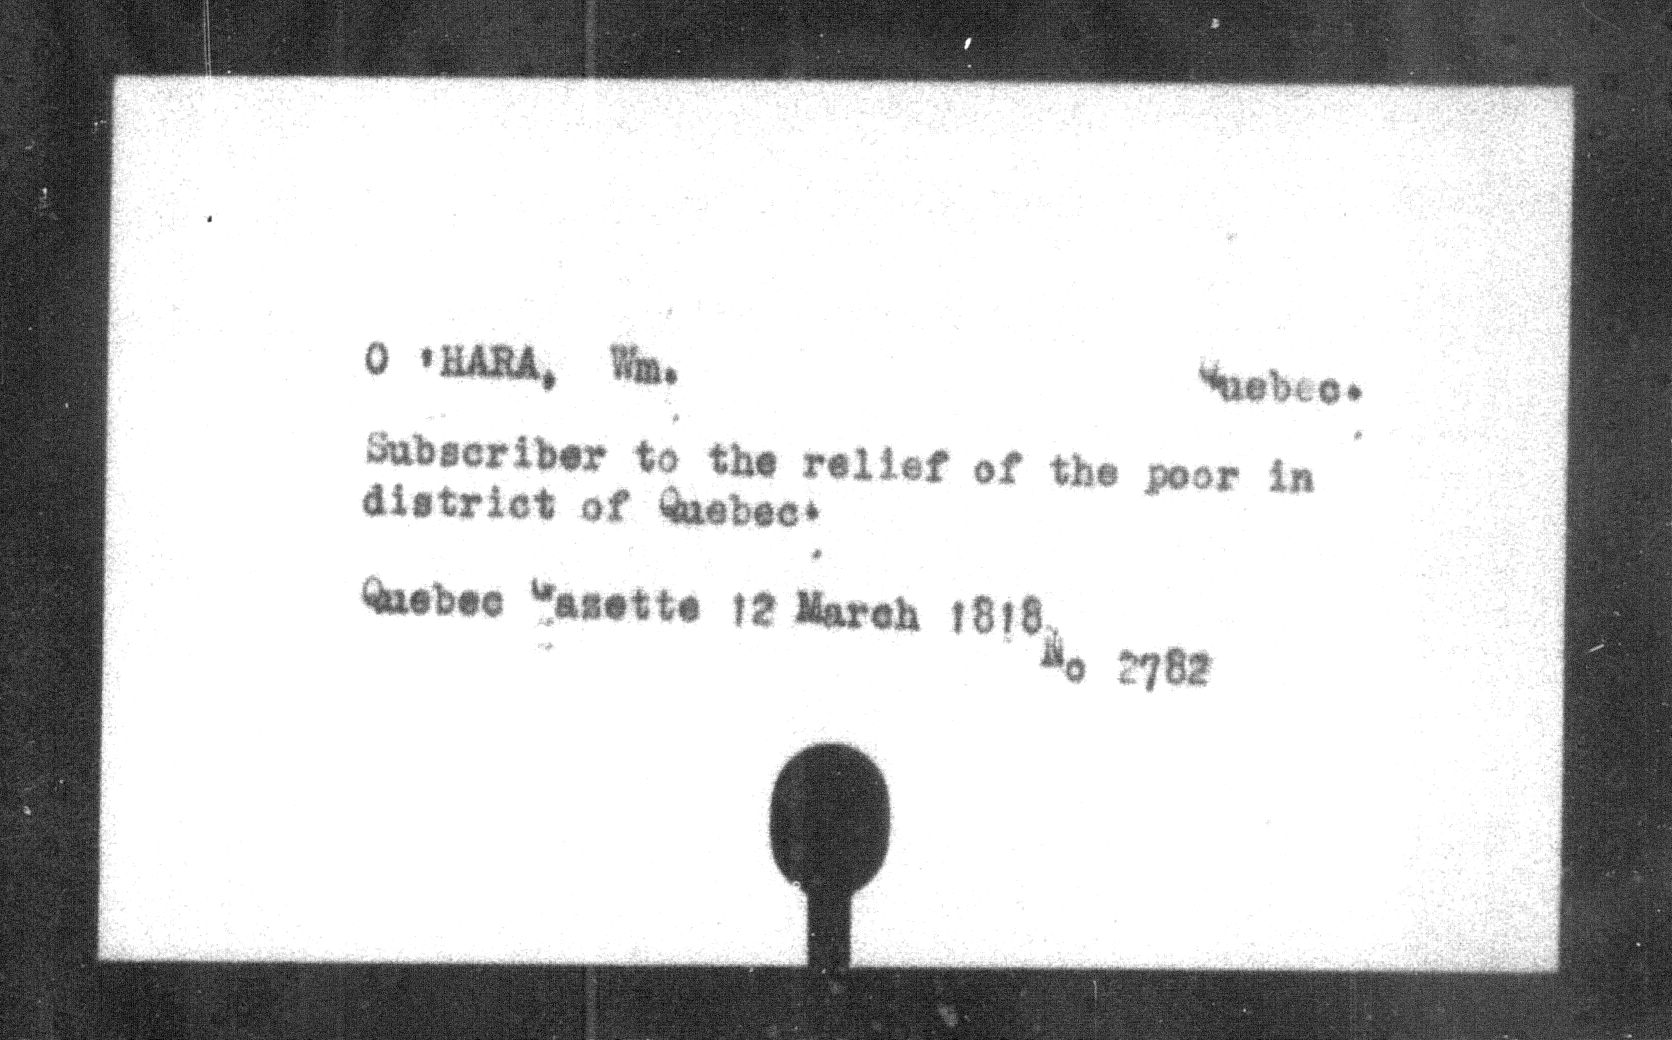 O 'HARA, Wm. Quebec.
Subscriber to the relief of the poor in
district of Quebec.
Quebec Gazette 12 March 1818
No 2782